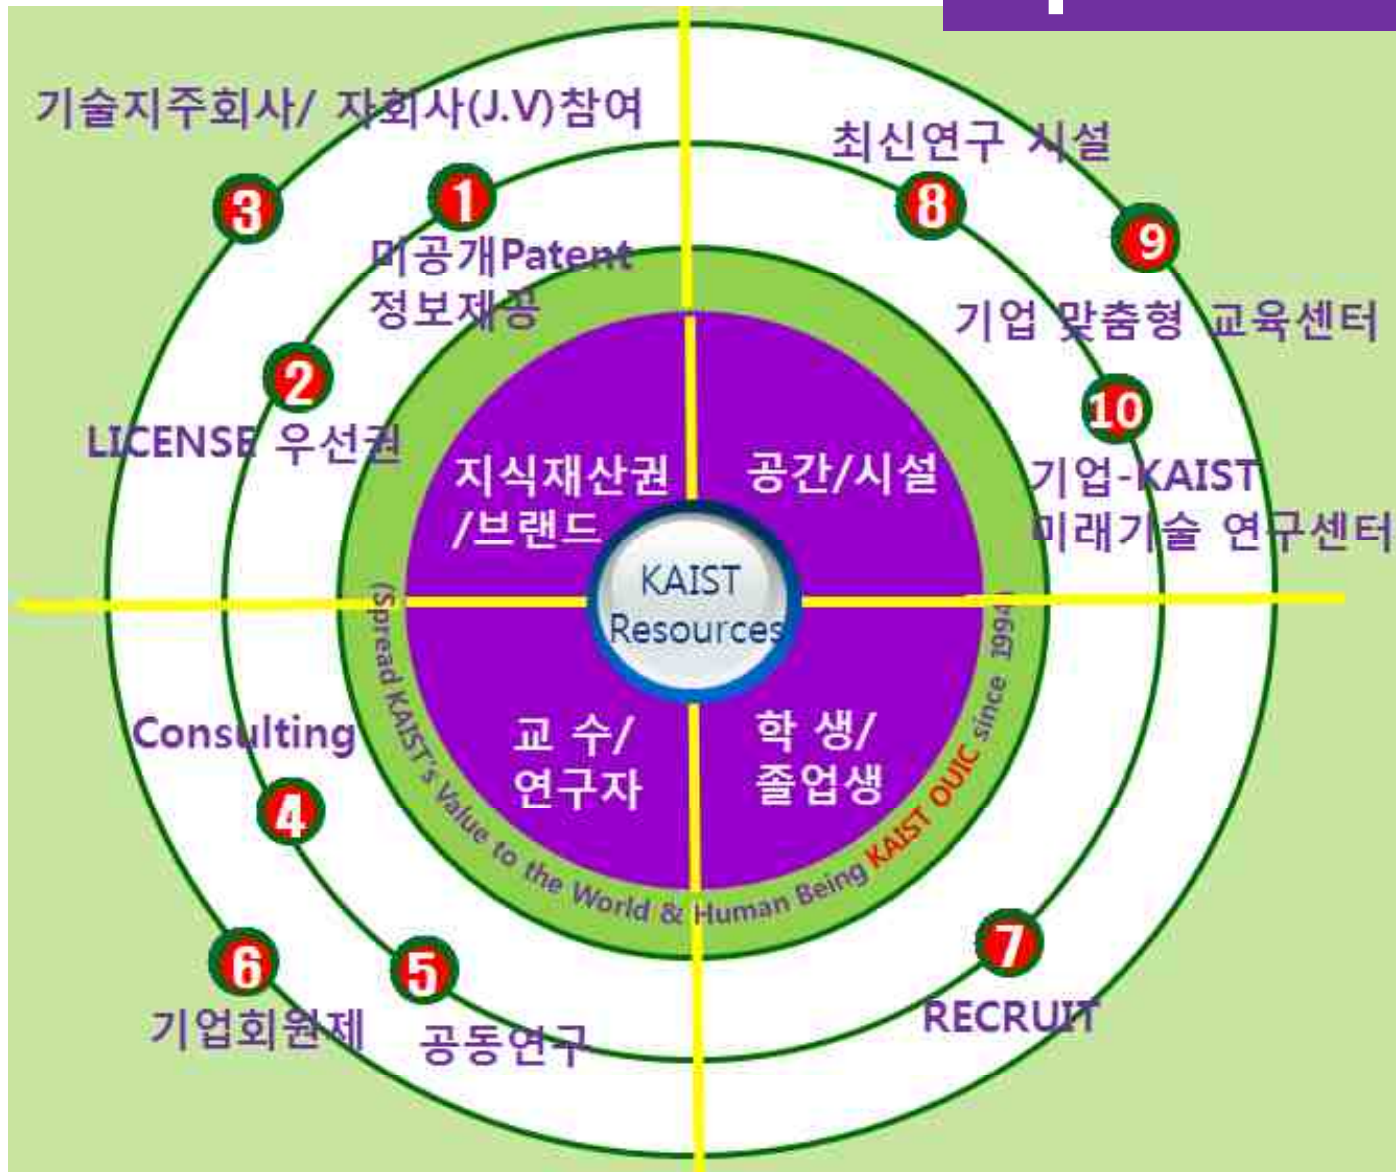 기술지주회사/ 자회사(J.V)참여
3
1
미공개Patent
정보제공
2
LICENSE 우선권
최신연구 시설
8
9
기업 맞춤형 교육센터
10
기업-KAIST
미래기술 연구센터
지식재산권
/브랜드
공간/시설
KAIST
Resources
교 수/
연구자
학 생/
졸업생
(Spread KAIST's Value to the World & Human Being KAIST OUIC since 1994)
Consulting
4
6
기업회원제
5
공동연구
7
RECRUIT